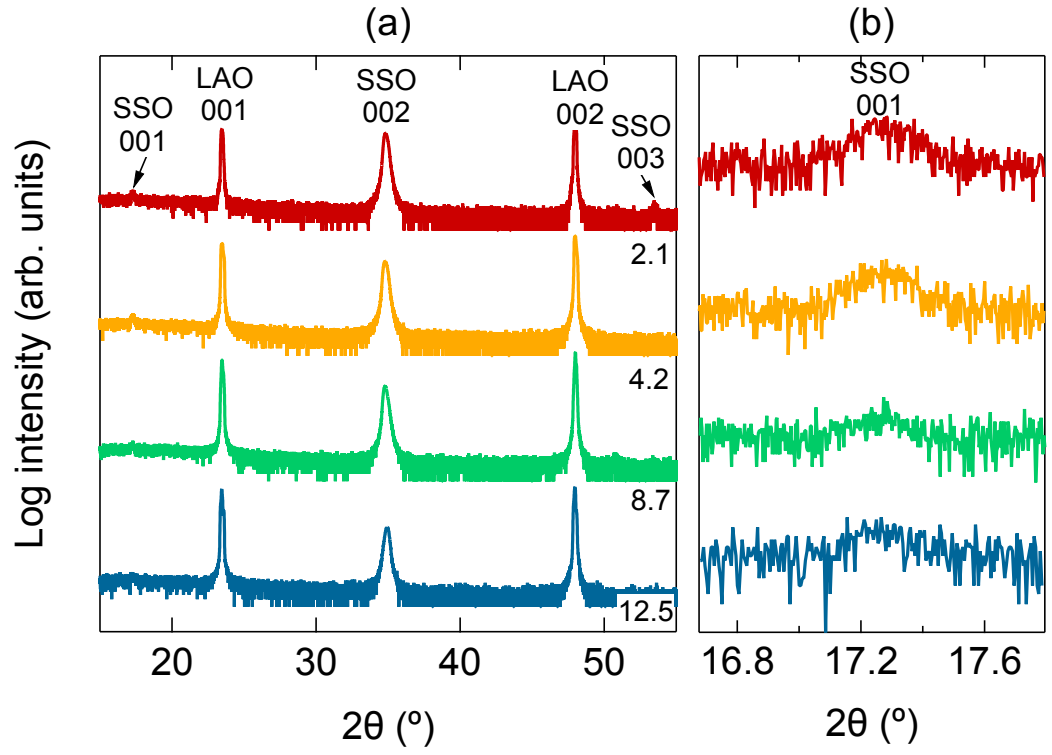 (a)
(b)
SSO
001
LAO
001
SSO
002
LAO
002
SSO
003
SSO
001
2.1
4.2
8.7
12.5
Log intensity (arb. units)
20
30
40
50
16.8
17.2
17.6
2θ (º)
2θ (º)